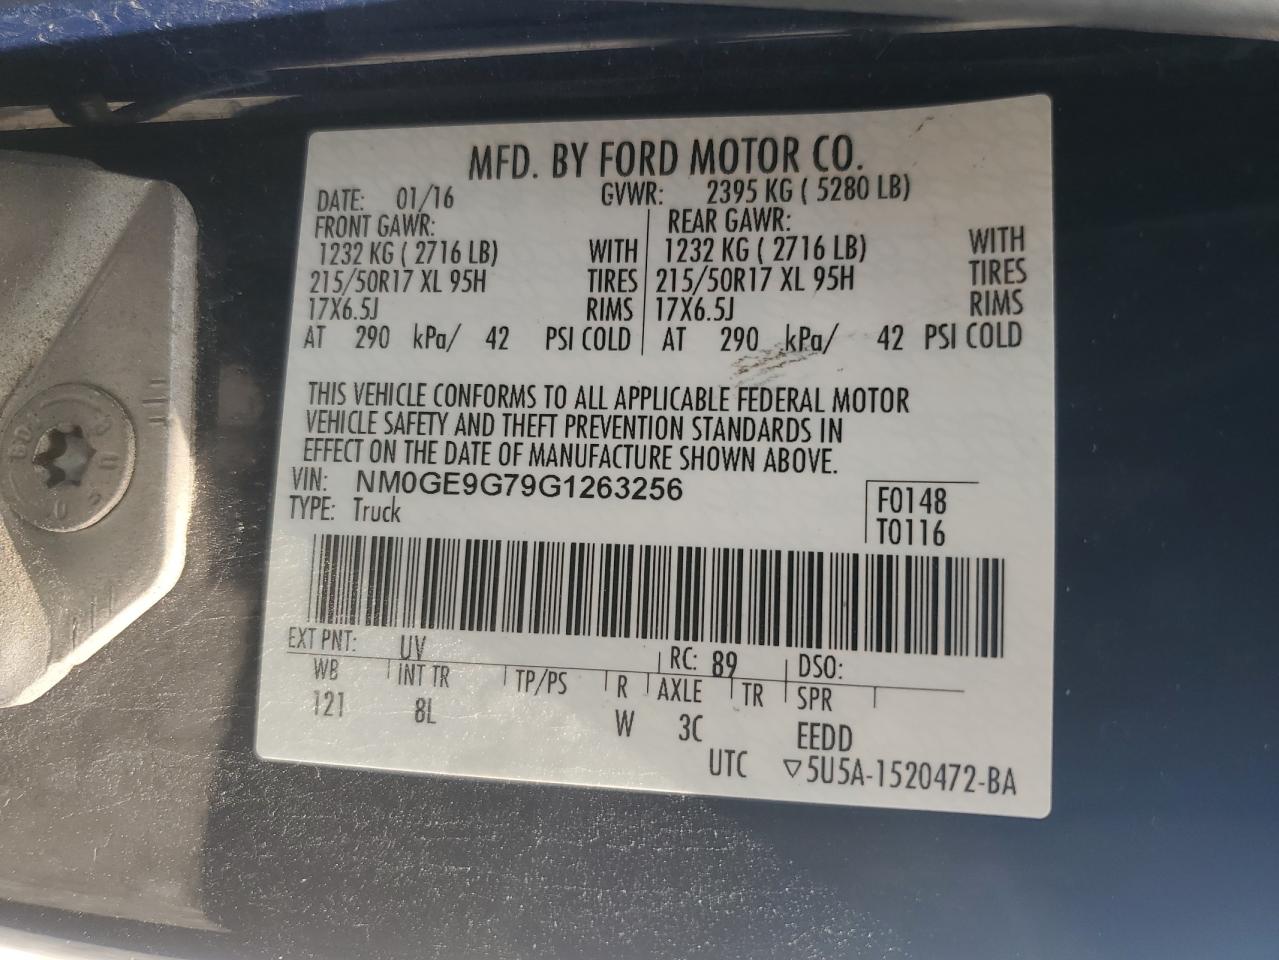 MFD. BY FORD MOTOR CO.
DATE: 01/16 GVWR: 2395 KG ( 5280 LB)
FRONT GAWR: REAR GAWR:
1232 KG ( 2716 LB) WITH 1232 KG ( 2716 LB) WITH
215/50R17 XL 95H TIRES 215/50R17 XL 95H TIRES
17X6.5J RIMS 17X6.5J RIMS
AT 290 kPa/ 42 PSI COLD AT 290 kPa/ 42 PSI COLD
THIS VEHICLE CONFORMS TO ALL APPLICABLE FEDERAL MOTOR
VEHICLE SAFETY AND THEFT PREVENTION STANDARDS IN
EFFECT ON THE DATE OF MANUFACTURE SHOWN ABOVE.
VIN: NM0GE9G79G1263256 F0148
TYPE: Truck T0116
EXT PNT: UV RC: 89 DSO:
WB INT TR TP/PS R AXLE TR SPR
121 8L W 3C EEDD
UTC ▽5U5A-1520472-BA